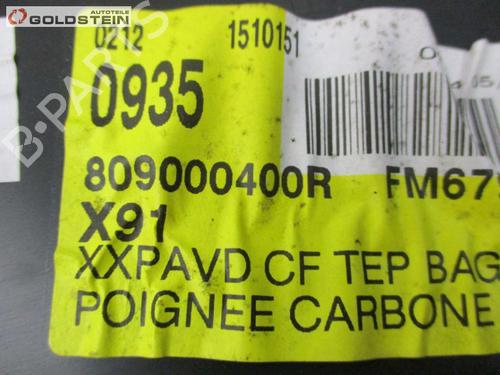 Autoteile
GOLDSTEIN
0212 1510151
0935
809000400R FM67
X91
XXPAVD CF TEP BAG
POIGNEE CARBONE
B-PARTS